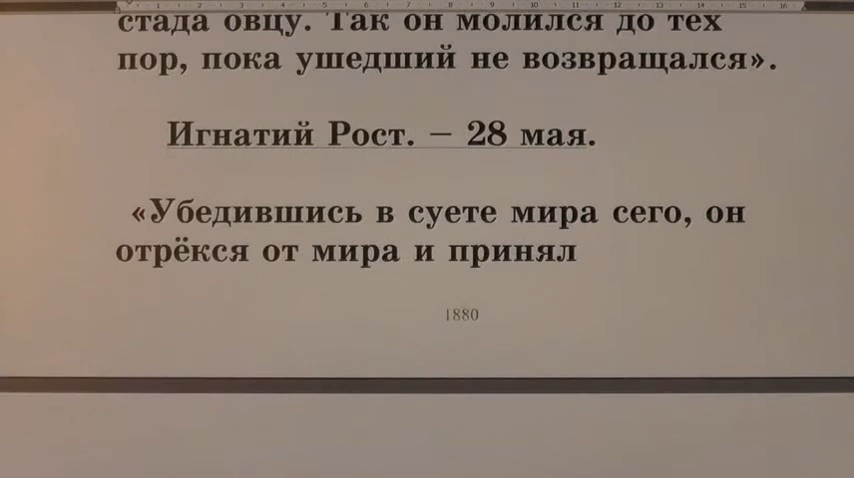 стада овцу. Так он молился до тех
пор, пока ушедший не возвращался».
Игнатий Рост. – 28 мая.
«Убедившись в суете мира сего, он
отрёкся от мира и принял
1880